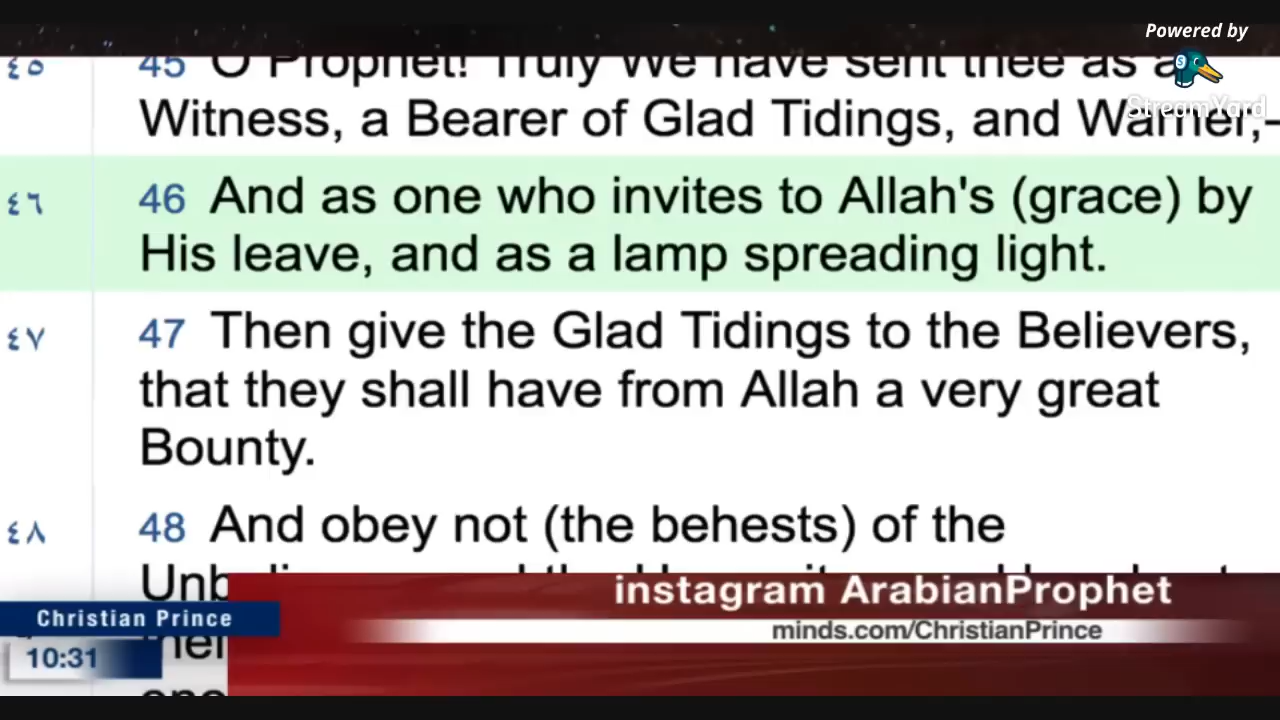 Powered by
StreamYard
٤٥ 45 O Prophet! Truly We have sent thee as a
Witness, a Bearer of Glad Tidings, and Warner,-
٤٦ 46 And as one who invites to Allah's (grace) by
His leave, and as a lamp spreading light.
٤٧ 47 Then give the Glad Tidings to the Believers,
that they shall have from Allah a very great
Bounty.
٤٨ 48 And obey not (the behests) of the
instagram ArabianProphet
Christian Prince
minds.com/ChristianPrince
10:31